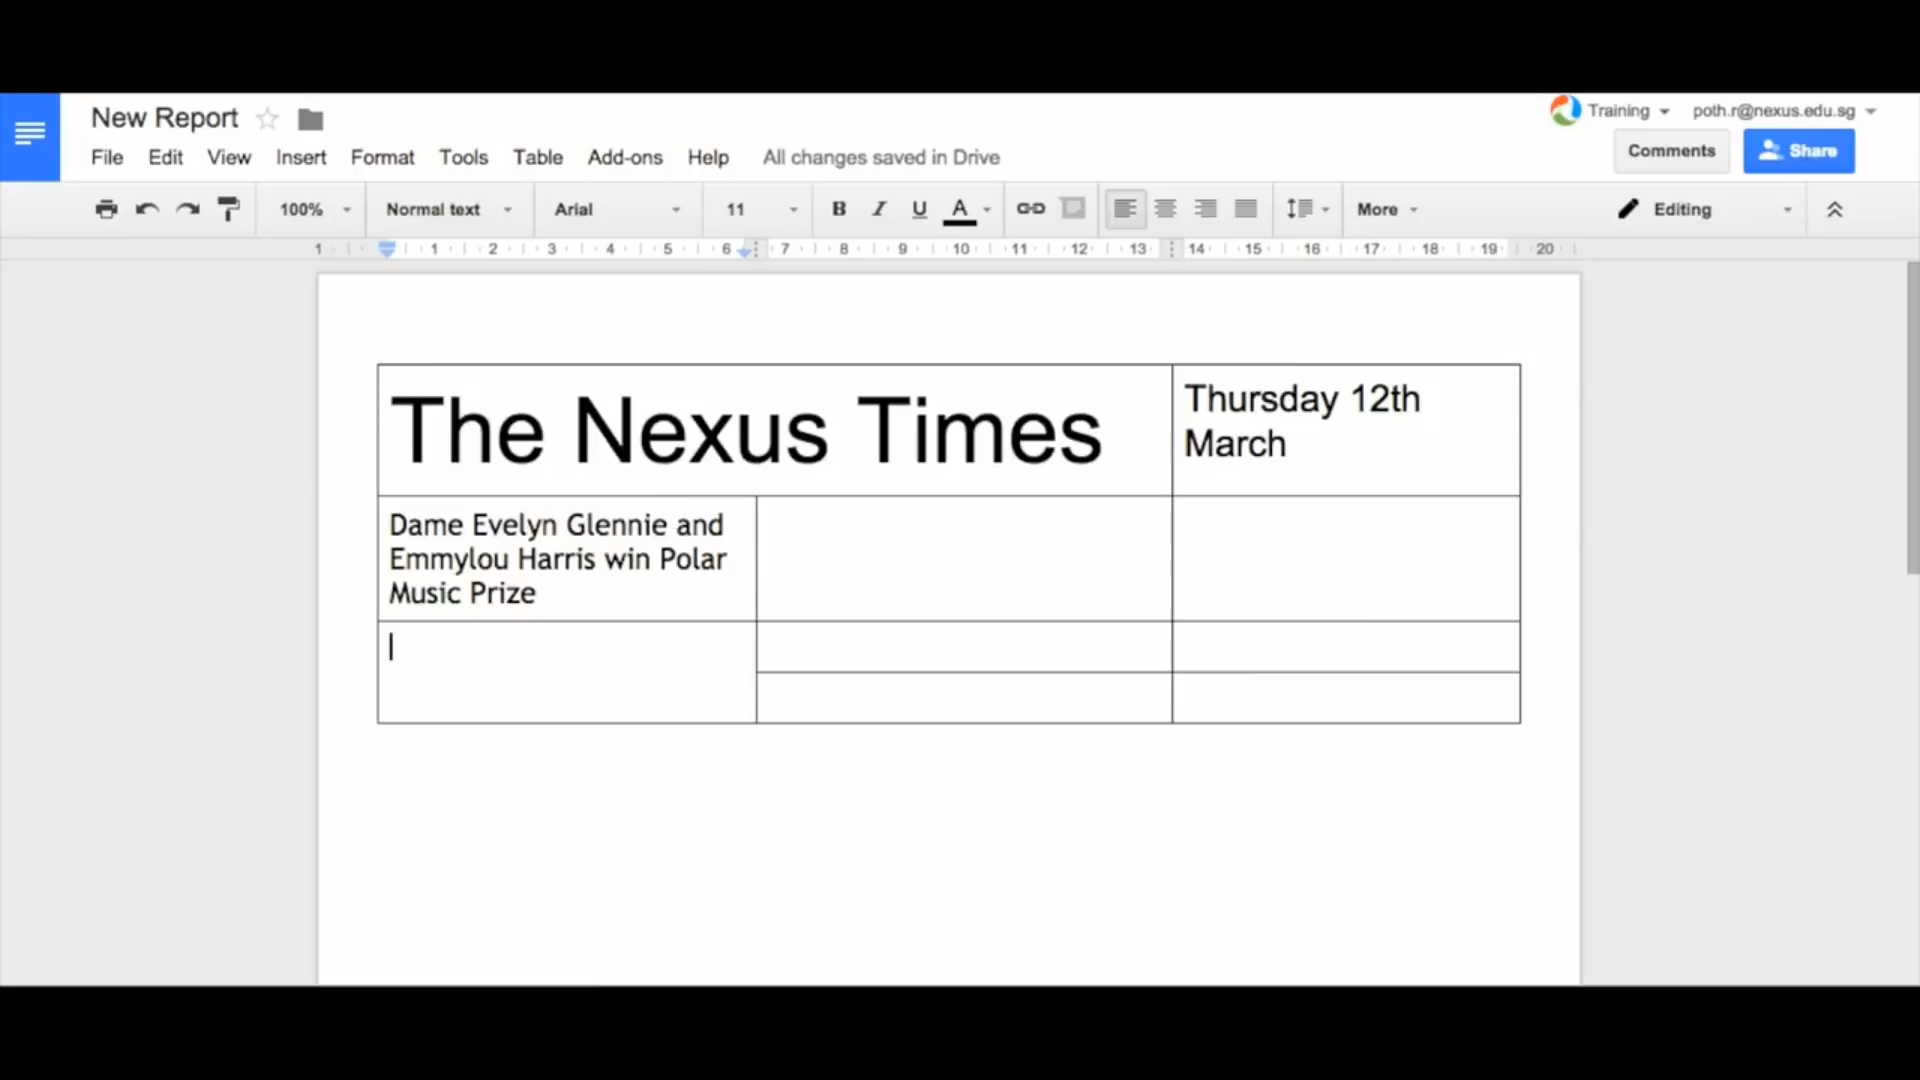 New Report
Training
poth.r@nexus.edu.sg
File Edit View Insert Format Tools Table Add-ons Help All changes saved in Drive
Comments
Share
100% Normal text Arial 11 B I U A More Editing
1 1 2 3 4 5 6 7 8 9 10 11 12 13 14 15 16 17 18 19 20
The Nexus Times
Thursday 12th
March
Dame Evelyn Glennie and
Emmylou Harris win Polar
Music Prize